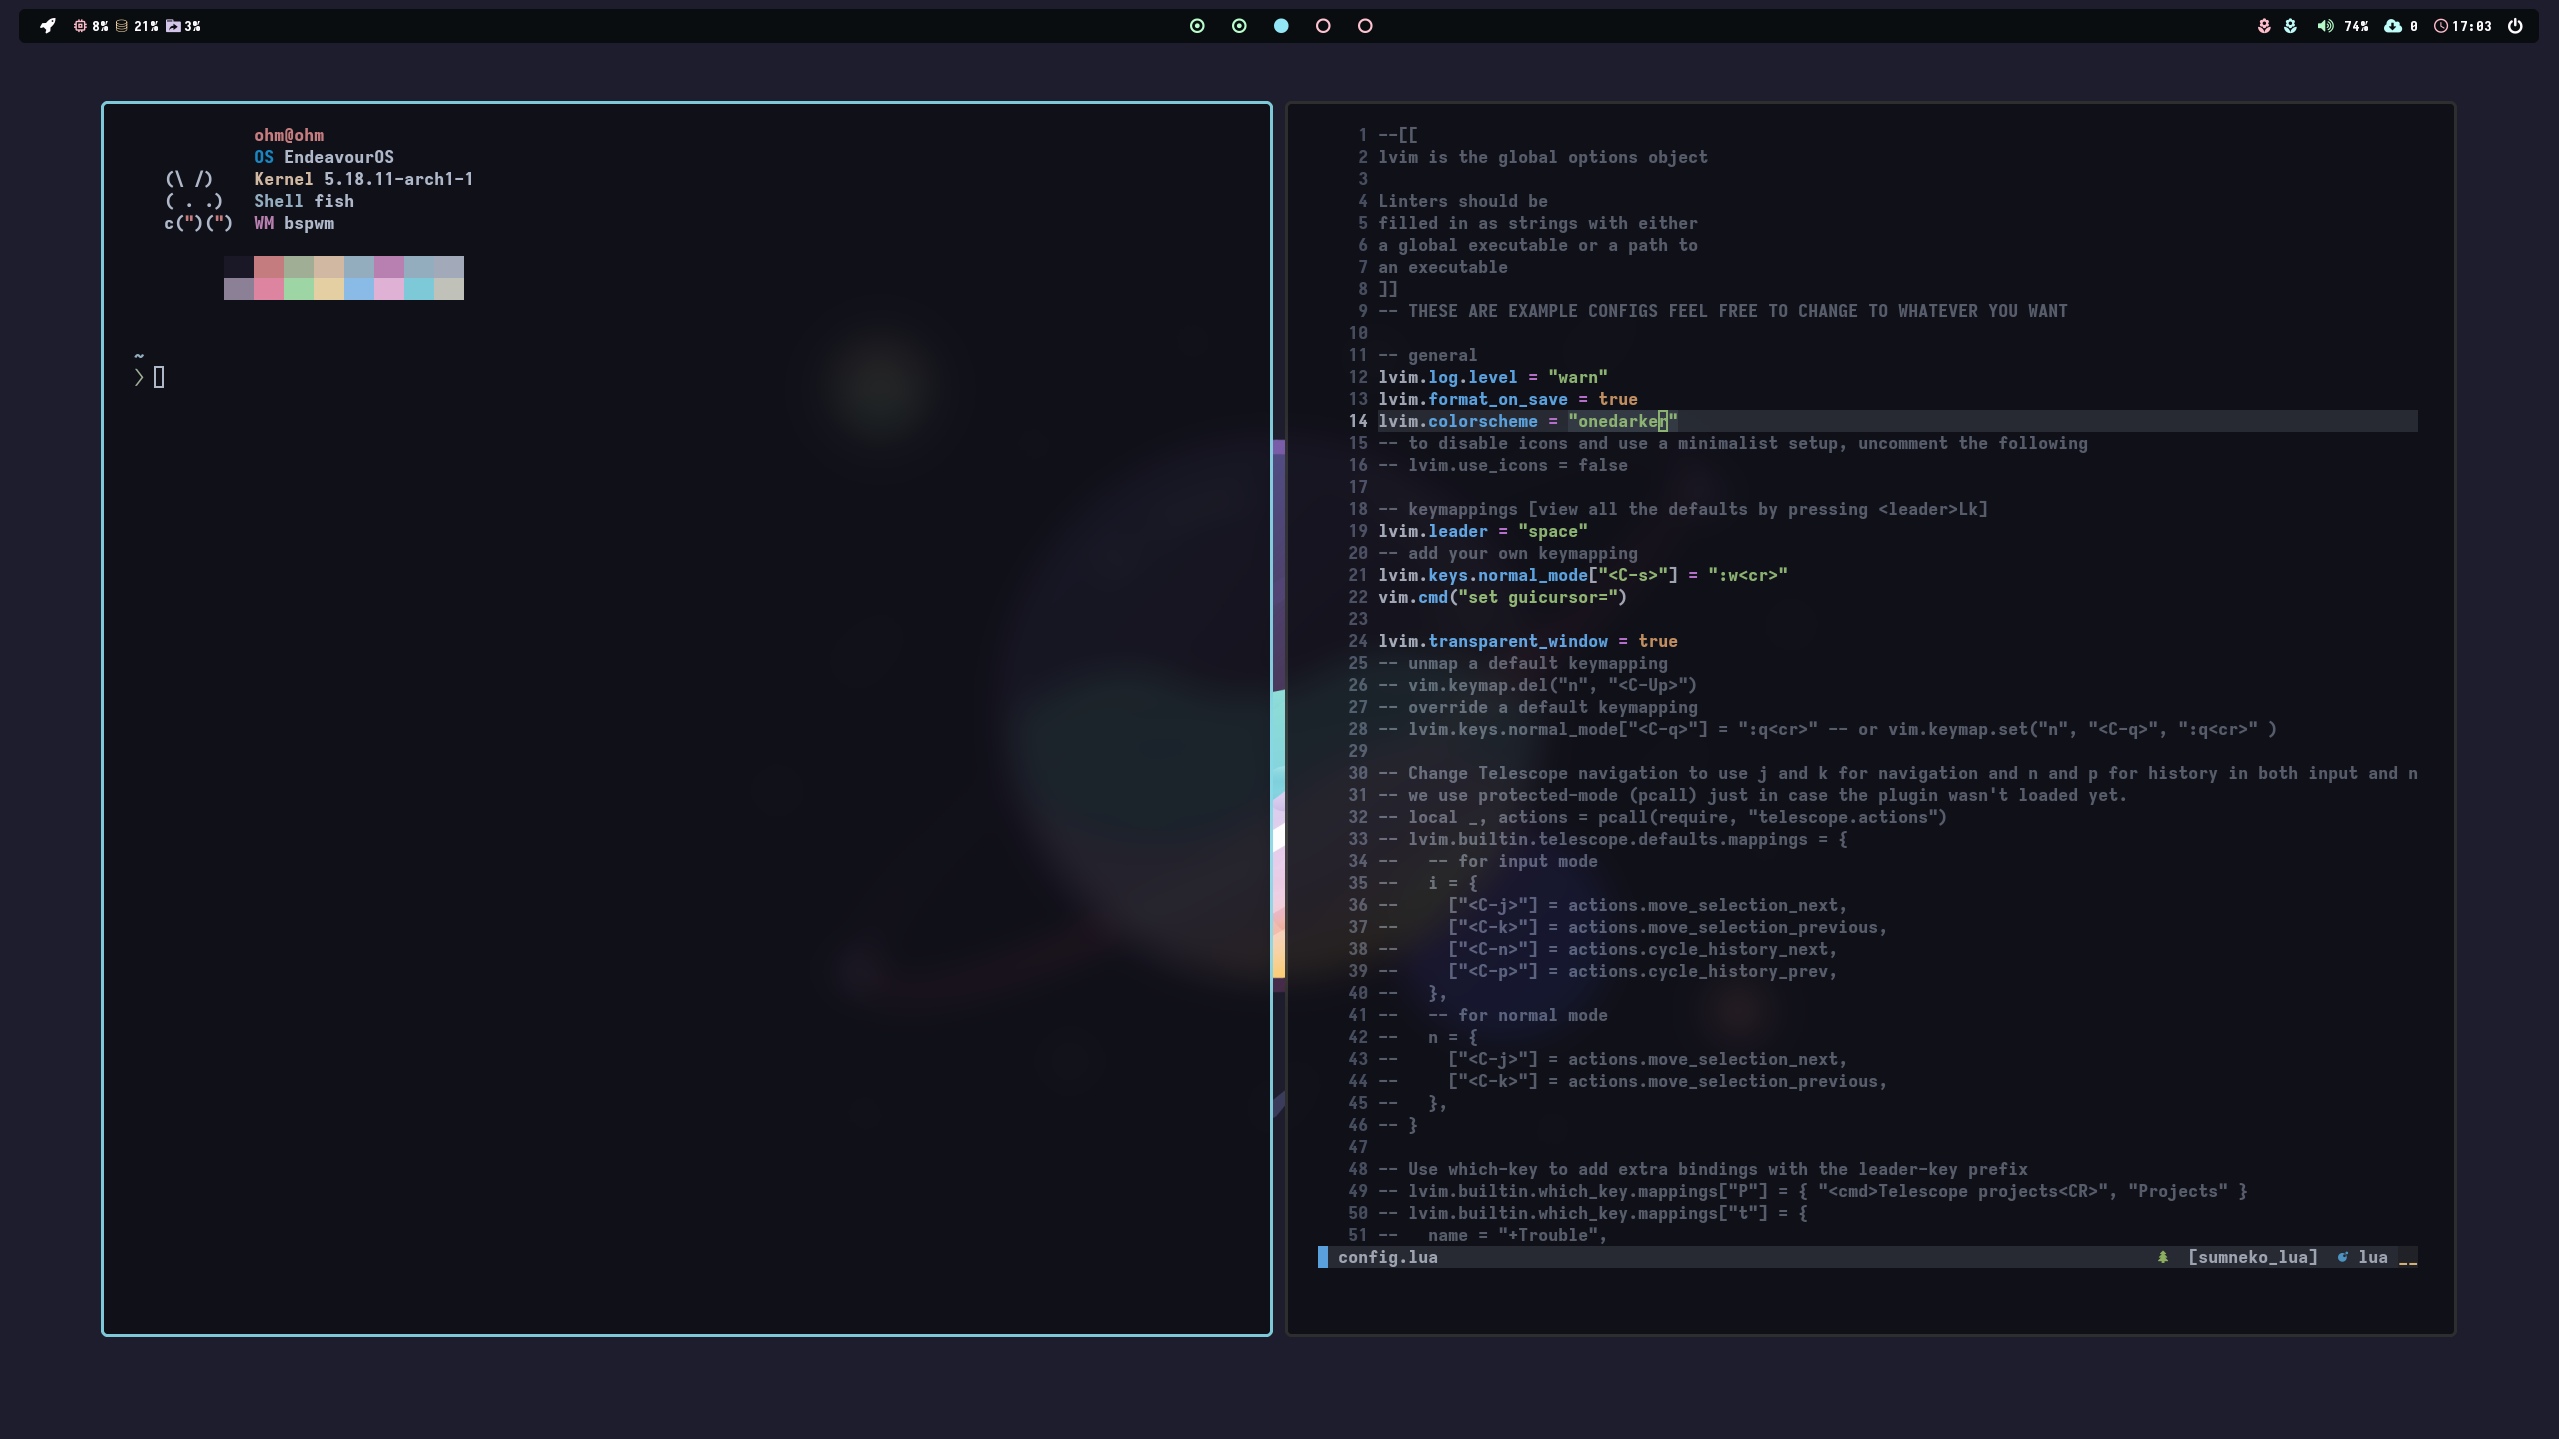 8% 21% 3% 74% 0 17:03
ohm@ohm
OS EndeavourOS
(\ /) Kernel 5.18.11-arch1-1
( . .) Shell fish
c(")(") WM bspwm
~
❯
1 --[[
2 lvim is the global options object
3
4 Linters should be
5 filled in as strings with either
6 a global executable or a path to
7 an executable
8 ]]
9 -- THESE ARE EXAMPLE CONFIGS FEEL FREE TO CHANGE TO WHATEVER YOU WANT
10
11 -- general
12 lvim.log.level = "warn"
13 lvim.format_on_save = true
14 lvim.colorscheme = "onedarker"
15 -- to disable icons and use a minimalist setup, uncomment the following
16 -- lvim.use_icons = false
17
18 -- keymappings [view all the defaults by pressing <leader>Lk]
19 lvim.leader = "space"
20 -- add your own keymapping
21 lvim.keys.normal_mode["<C-s>"] = ":w<cr>"
22 vim.cmd("set guicursor=")
23
24 lvim.transparent_window = true
25 -- unmap a default keymapping
26 -- vim.keymap.del("n", "<C-Up>")
27 -- override a default keymapping
28 -- lvim.keys.normal_mode["<C-q>"] = ":q<cr>" -- or vim.keymap.set("n", "<C-q>", ":q<cr>" )
29
30 -- Change Telescope navigation to use j and k for navigation and n and p for history in both input and n
31 -- we use protected-mode (pcall) just in case the plugin wasn't loaded yet.
32 -- local _, actions = pcall(require, "telescope.actions")
33 -- lvim.builtin.telescope.defaults.mappings = {
34 --   -- for input mode
35 --   i = {
36 --     ["<C-j>"] = actions.move_selection_next,
37 --     ["<C-k>"] = actions.move_selection_previous,
38 --     ["<C-n>"] = actions.cycle_history_next,
39 --     ["<C-p>"] = actions.cycle_history_prev,
40 --   },
41 --   -- for normal mode
42 --   n = {
43 --     ["<C-j>"] = actions.move_selection_next,
44 --     ["<C-k>"] = actions.move_selection_previous,
45 --   },
46 -- }
47
48 -- Use which-key to add extra bindings with the leader-key prefix
49 -- lvim.builtin.which_key.mappings["P"] = { "<cmd>Telescope projects<CR>", "Projects" }
50 -- lvim.builtin.which_key.mappings["t"] = {
51 --   name = "+Trouble",
config.lua [sumneko_lua] lua __